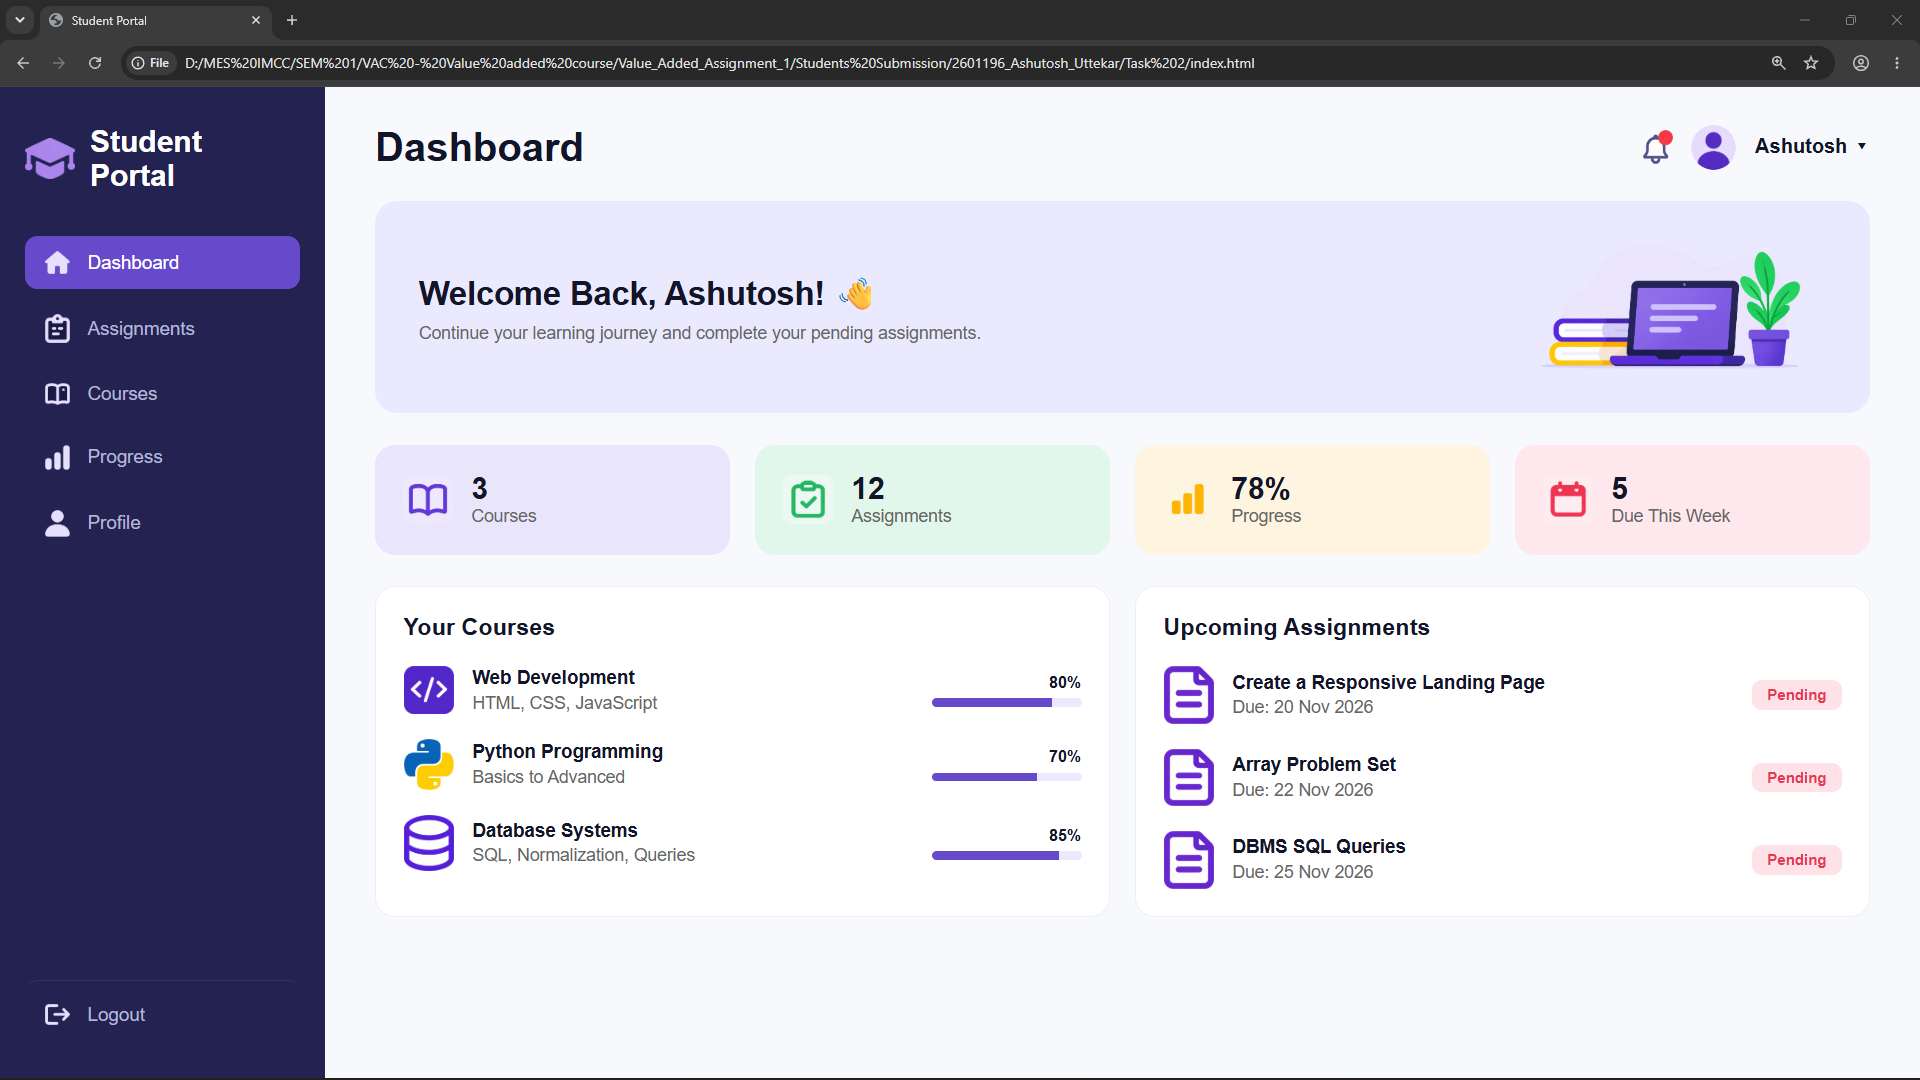 Student Portal
File
D:/MES%20IMCC/SEM%201/VAC%20-%20Value%20added%20course/Value_Added_Assignment_1/Students%20Submission/2601196_Ashutosh_Uttekar/Task%202/index.html
Student
Portal
Dashboard
Assignments
Courses
Progress
Profile
Logout
Dashboard
Ashutosh
Welcome Back, Ashutosh! 👋
Continue your learning journey and complete your pending assignments.
3
Courses
12
Assignments
78%
Progress
5
Due This Week
Your Courses
Web Development
HTML, CSS, JavaScript
80%
Python Programming
Basics to Advanced
70%
Database Systems
SQL, Normalization, Queries
85%
Upcoming Assignments
Create a Responsive Landing Page
Due: 20 Nov 2026
Pending
Array Problem Set
Due: 22 Nov 2026
Pending
DBMS SQL Queries
Due: 25 Nov 2026
Pending